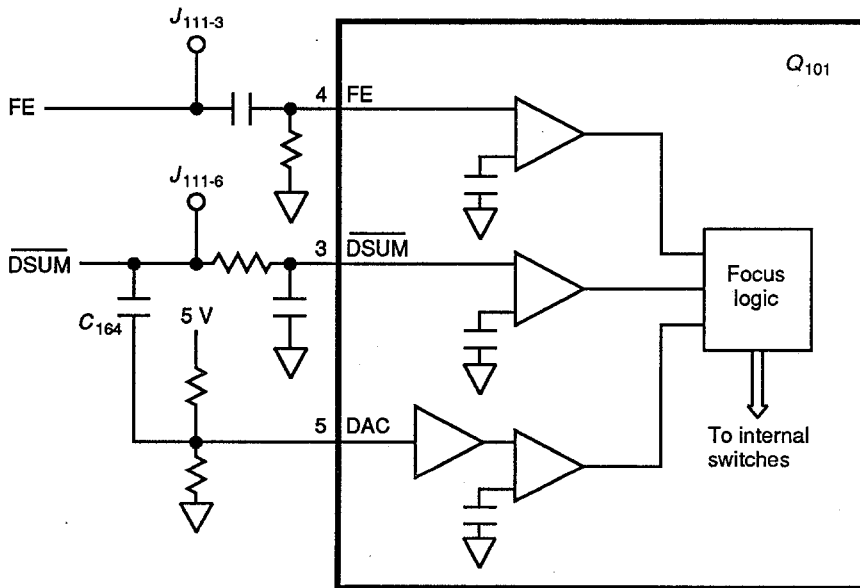 J111-3
Q101
FE
4 FE
J111-6
DSUM
3 DSUM
Focus
logic
C164
5 V
5 DAC
To internal
switches